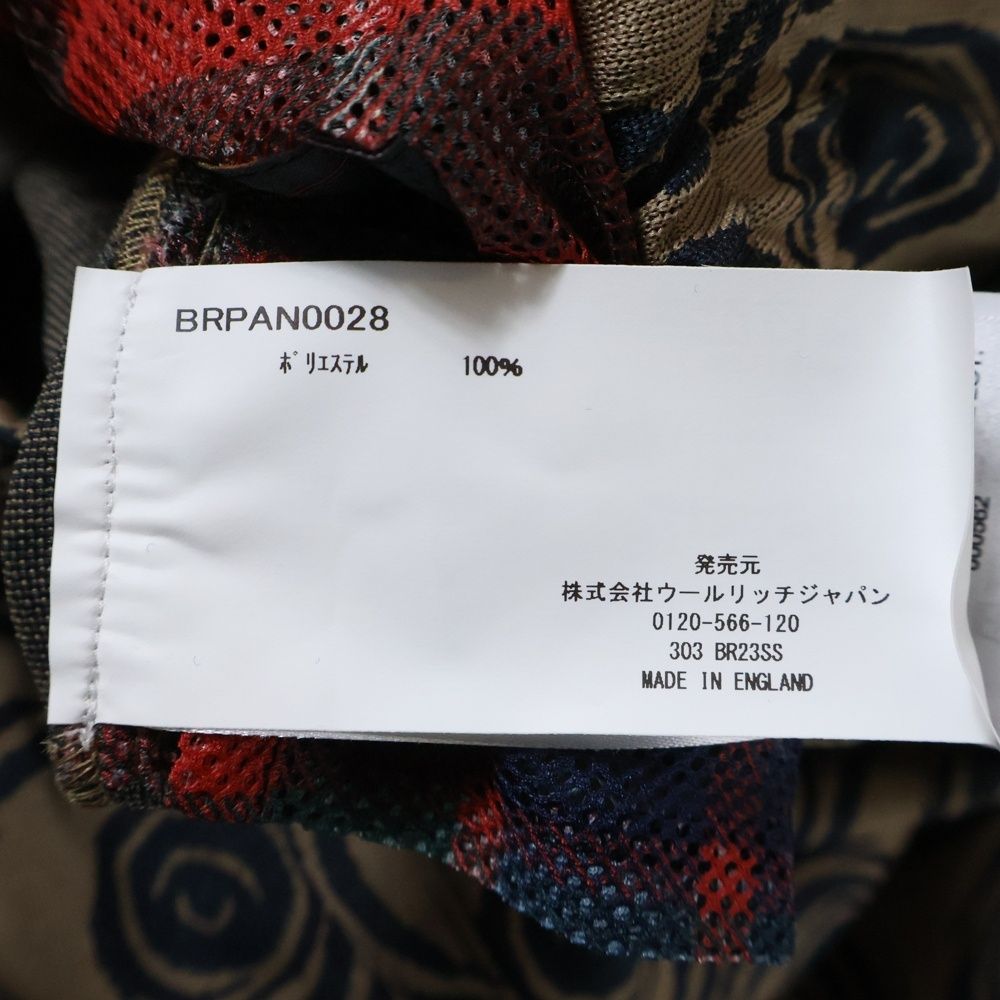 BRPAN0028
ﾎﾟﾘｴｽﾃﾙ 100%
発売元
株式会社ウールリッチジャパン
0120-566-120
303 BR23SS
MADE IN ENGLAND